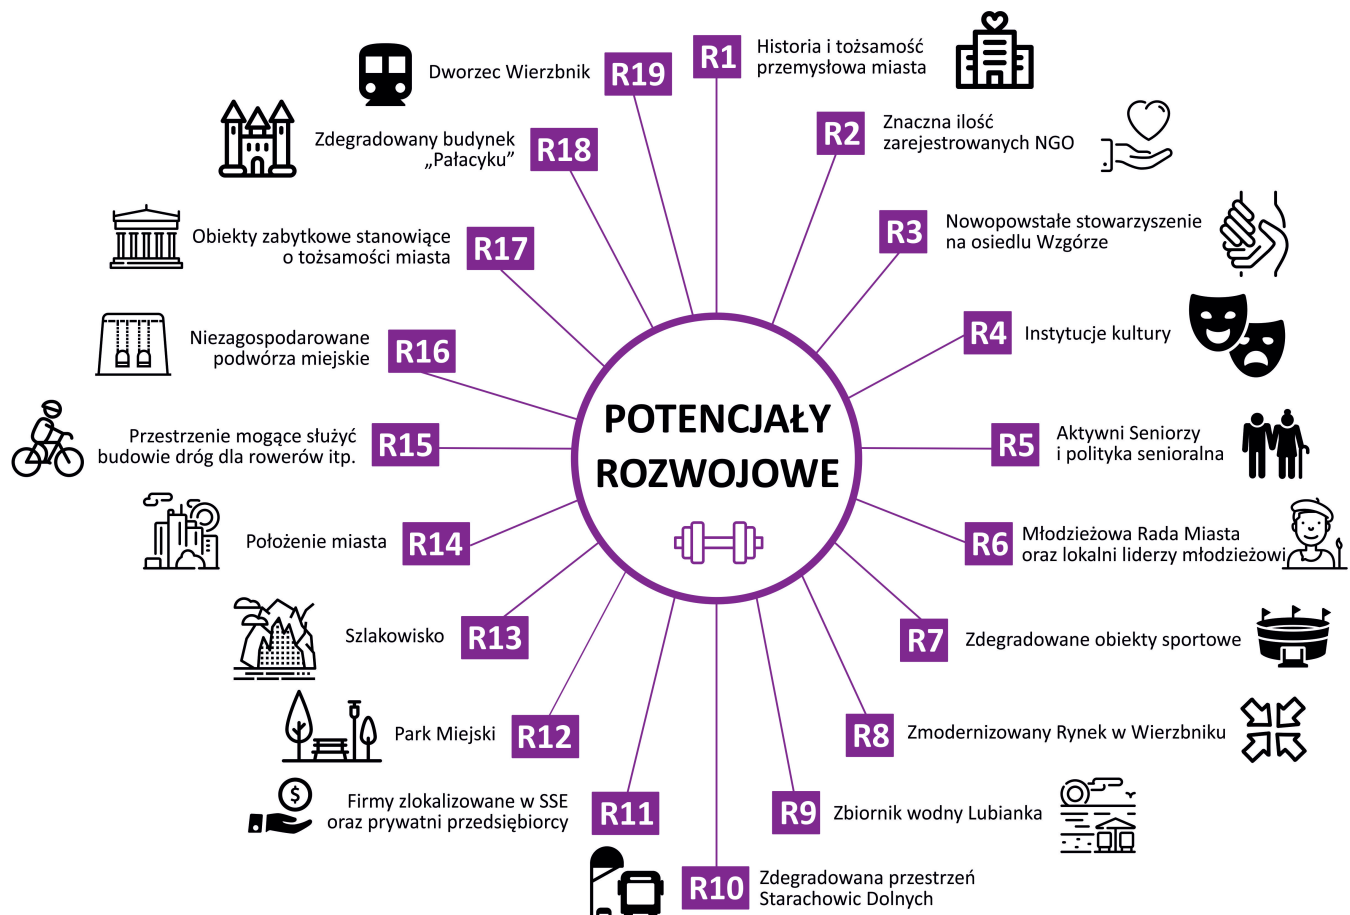 POTENCJAŁY
ROZWOJOWE
R1
Historia i tożsamość
przemysłowa miasta
R2
Znaczna ilość
zarejestrowanych NGO
R3
Nowopowstałe stowarzyszenie
na osiedlu Wzgórze
R4
Instytucje kultury
R5
Aktywni Seniorzy
i polityka senioralna
R6
Młodzieżowa Rada Miasta
oraz lokalni liderzy młodzieżowi
R7
Zdegradowane obiekty sportowe
R8
Zmodernizowany Rynek w Wierzbniku
R9
Zbiornik wodny Lubianka
R10
Zdegradowana przestrzeń
Starachowic Dolnych
R11
Firmy zlokalizowane w SSE
oraz prywatni przedsiębiorcy
$
R12
Park Miejski
R13
Szlakowisko
R14
Położenie miasta
R15
Przestrzenie mogące służyć
budowie dróg dla rowerów itp.
R16
Niezagospodarowane
podwórza miejskie
R17
Obiekty zabytkowe stanowiące
o tożsamości miasta
R18
Zdegradowany budynek
„Pałacyku”
R19
Dworzec Wierzbnik